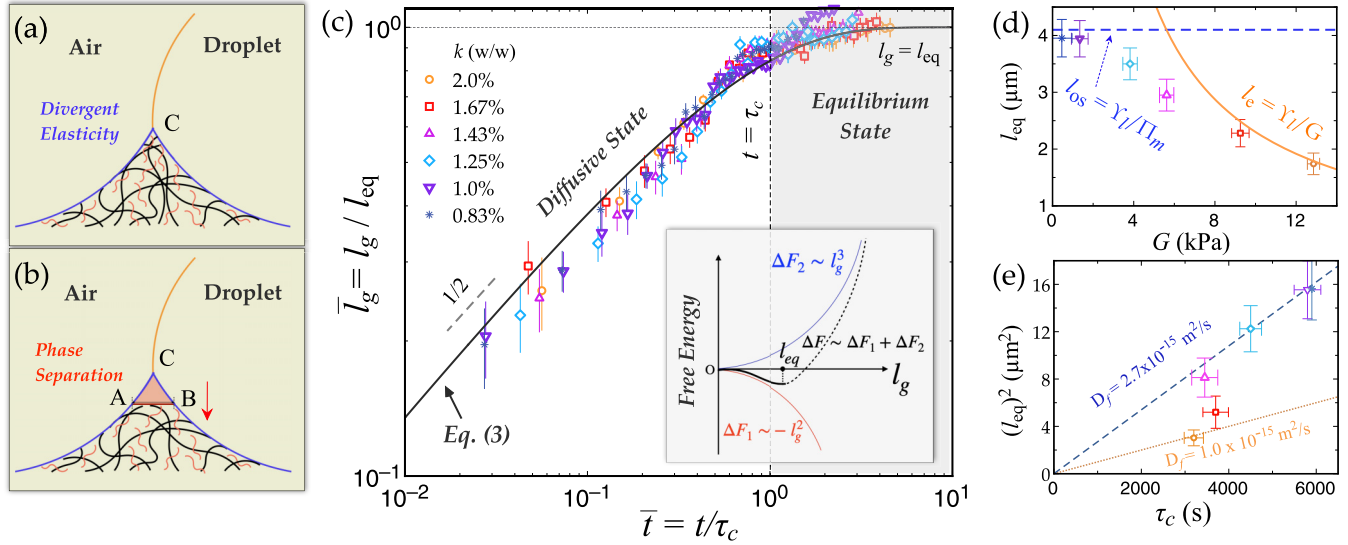 (a)
Air
Droplet
Divergent
Elasticity
C
(b)
Air
Droplet
Phase
Separation
C
A
B
(c)
l̅g = lg / leq
10⁰
10⁻¹
k (w/w)
2.0%
1.67%
1.43%
1.25%
1.0%
0.83%
Diffusive State
t = τc
lg = leq
Equilibrium
State
1/2
Eq. (3)
Free Energy
O
ΔF₂ ~ lg³
ΔF ~ ΔF₁ + ΔF₂
leq
lg
ΔF₁ ~ − lg²
10⁻²
10⁻¹
10⁰
10¹
t̅ = t/τc
(d)
leq (μm)
4
3
2
1
los = ϒl/Πm
le = ϒl/G
0
4
8
12
G (kPa)
(e)
(leq)² (μm²)
16
12
8
4
0
Df = 2.7x10⁻¹⁵ m²/s
Df = 1.0 x 10⁻¹⁵ m²/s
0
2000
4000
6000
τc (s)